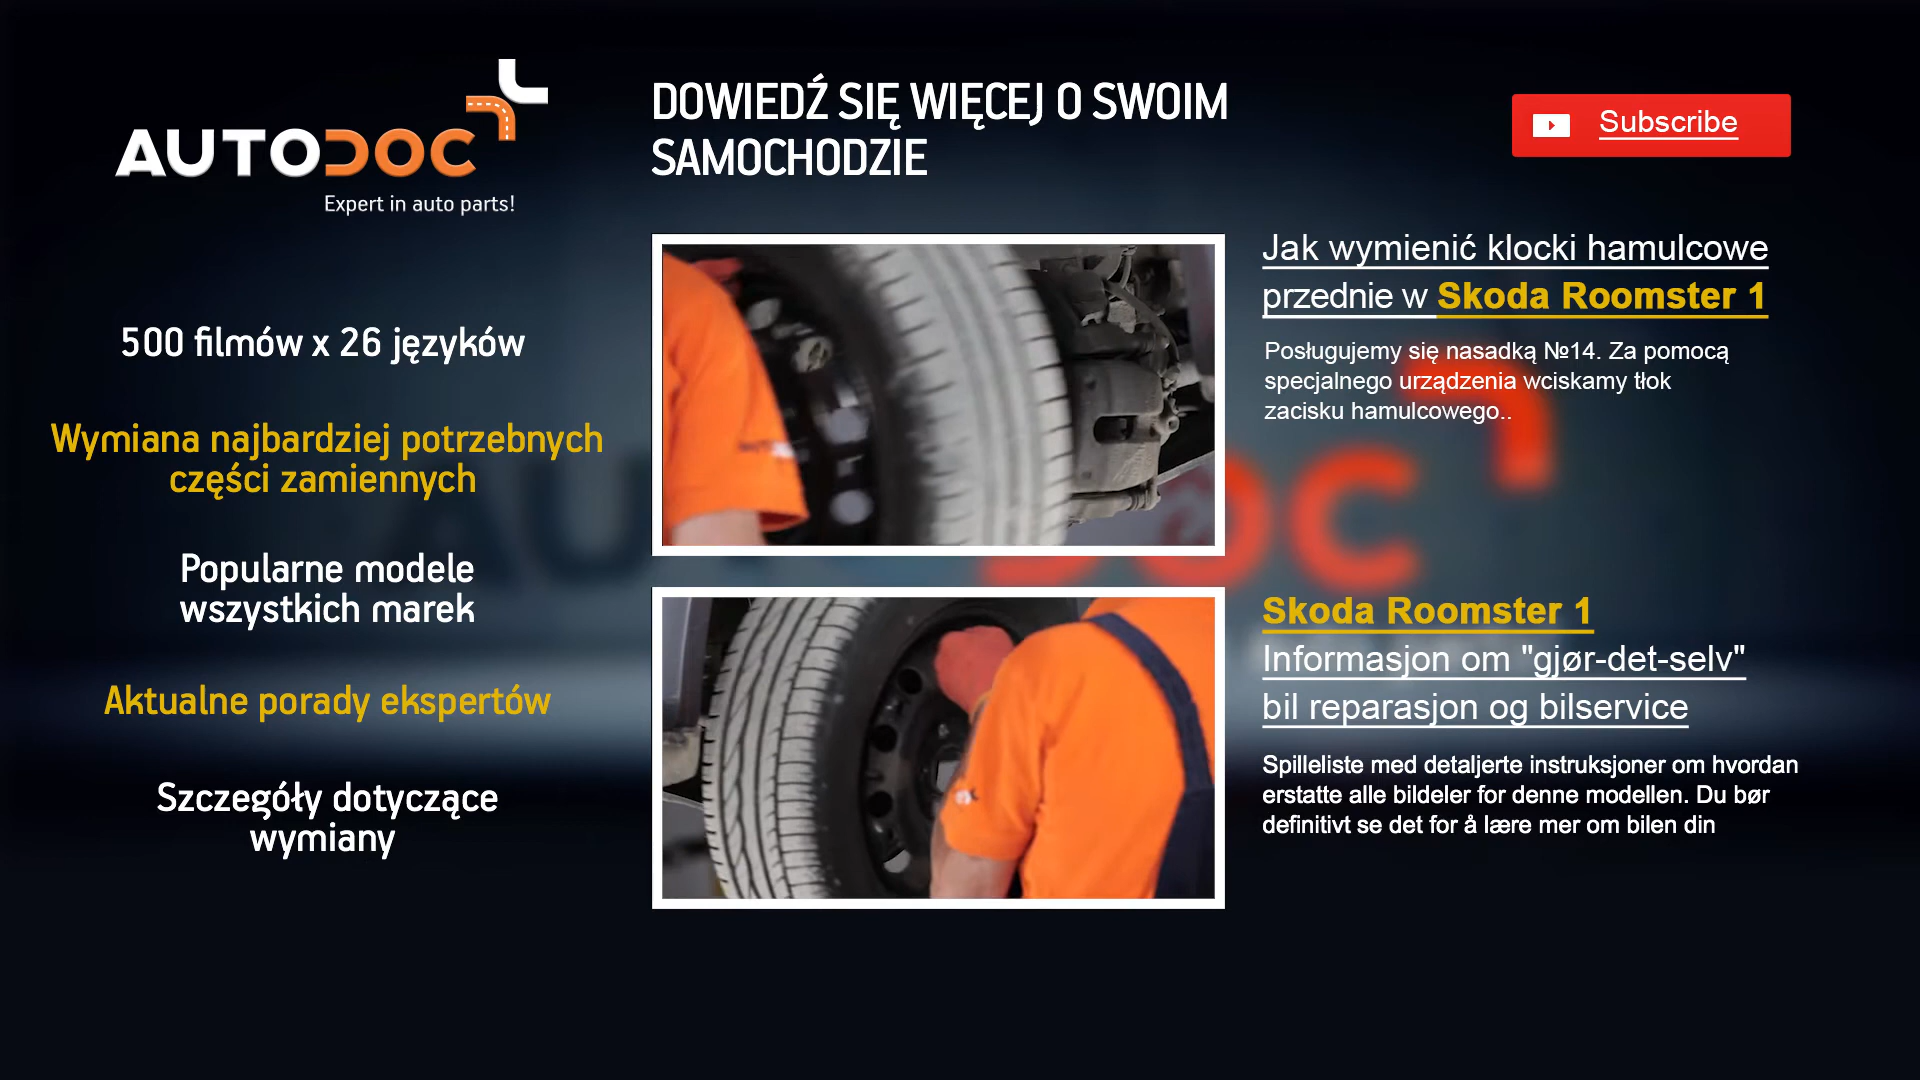 AUTODOC
Expert in auto parts!
500 filmów x 26 języków
Wymiana najbardziej potrzebnych
części zamiennych
Popularne modele
wszystkich marek
Aktualne porady ekspertów
Szczegóły dotyczące
wymiany
DOWIEDŹ SIĘ WIĘCEJ O SWOIM
SAMOCHODZIE
Subscribe
Jak wymienić klocki hamulcowe
przednie w Skoda Roomster 1
Posługujemy się nasadką №14. Za pomocą
specjalnego urządzenia wciskamy tłok
zacisku hamulcowego..
Skoda Roomster 1
Informasjon om "gjør-det-selv"
bil reparasjon og bilservice
Spilleliste med detaljerte instruksjoner om hvordan
erstatte alle bildeler for denne modellen. Du bør
definitivt se det for å lære mer om bilen din